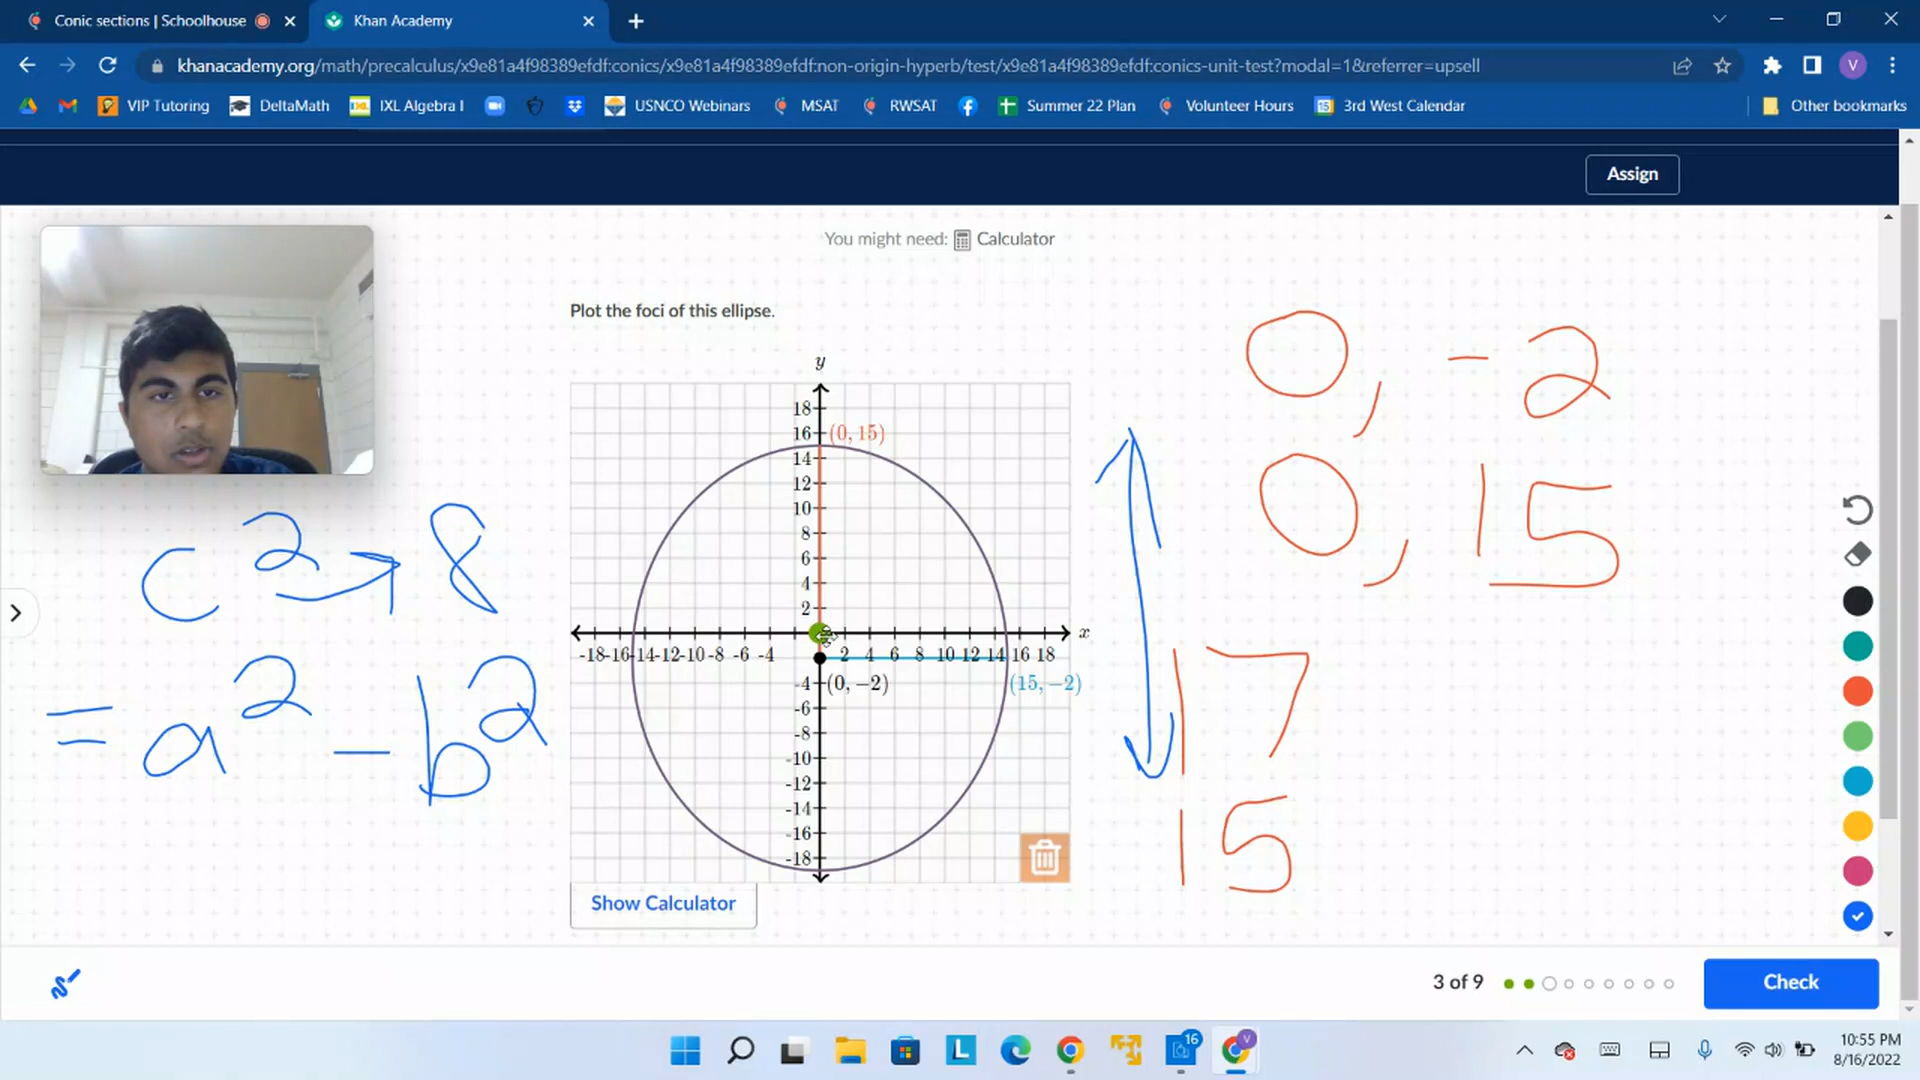 Conic sections | Schoolhouse
Khan Academy
khanacademy.org/math/precalculus/x9e81a4f98389efdf:conics/x9e81a4f98389efdf:non-origin-hyperb/test/x9e81a4f98389efdf:conics-unit-test?modal=1&referrer=upsell
V
VIP Tutoring DeltaMath IXL IXL Algebra I USNCO Webinars MSAT RWSAT Summer 22 Plan Volunteer Hours 15 3rd West Calendar Other bookmarks
Assign
You might need: Calculator
Plot the foci of this ellipse.
y
18
16 (0, 15)
14
12
10
8
6
4
2
x
-18 -16 -14 -12 -10 -8 -6 -4 2 4 6 8 10 12 14 16 18
-4 (0, -2) (15, -2)
-6
-8
-10
-12
-14
-16
-18
0, -2
0, 15
17
15
c2 → 8
= a2 - b2
Show Calculator
3 of 9
Check
L
16
V
10:55 PM
8/16/2022